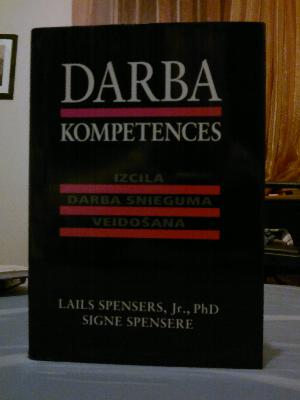 DARBA
KOMPETENCES
IZCILA
DARBA SNIEGUMA
VEIDOŠANA
LAILS SPENSERS, Jr., PhD
SIGNE SPENSERE